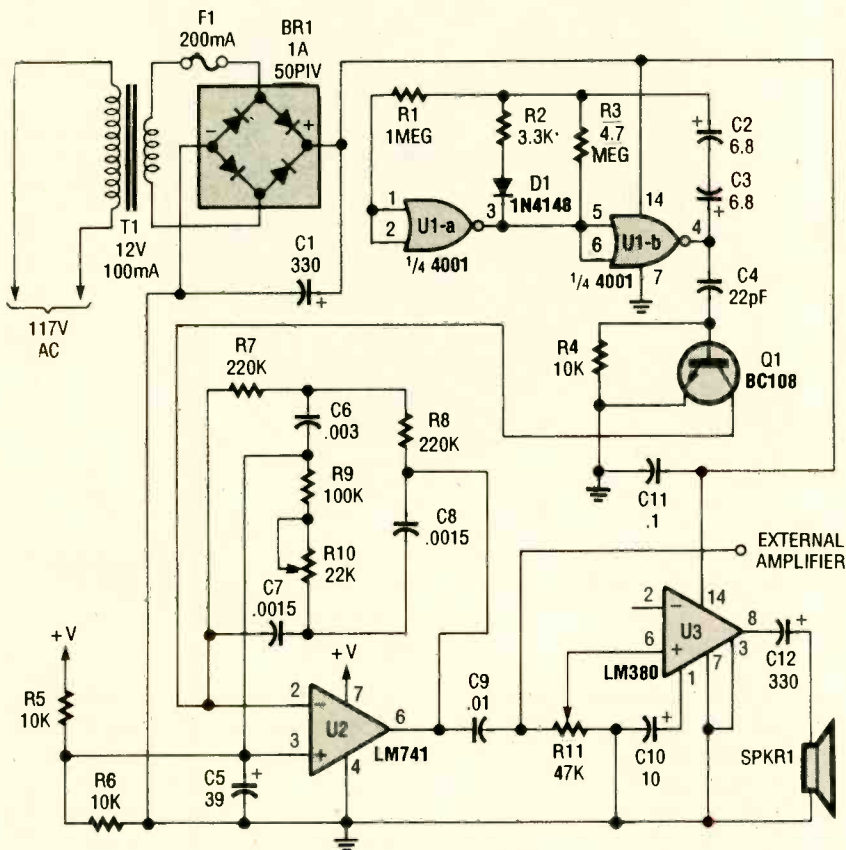 F1
200mA
BR1
1A
50PIV
−
+
T1
12V
100mA
C1
330
+
117V
AC
R1
1MEG
R2
3.3K
R3
4.7
MEG
+
C2
6.8
C3
6.8
+
D1
1N4148
1
2
U1-a
3
1/4 4001
5
6
U1-b
4
14
7
1/4 4001
C4
22pF
R4
10K
Q1
BC108
R7
220K
C6
.003
R8
220K
R9
100K
C8
.0015
R10
22K
C7
.0015
C11
.1
EXTERNAL
AMPLIFIER
+V
R5
10K
R6
10K
C5
39
+
+V
2
−
3
+
U2
7
6
4
LM741
C9
.01
R11
47K
C10
10
+
2
−
6
+
U3
14
8
3
7
1
LM380
C12
330
+
SPKR1